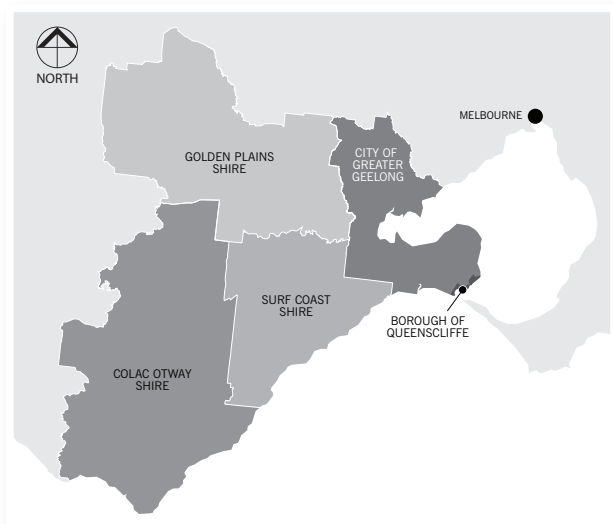 NORTH
MELBOURNE
GOLDEN PLAINS
SHIRE
CITY OF
GREATER
GEELONG
SURF COAST
SHIRE
BOROUGH OF
QUEENSCLIFFE
COLAC OTWAY
SHIRE